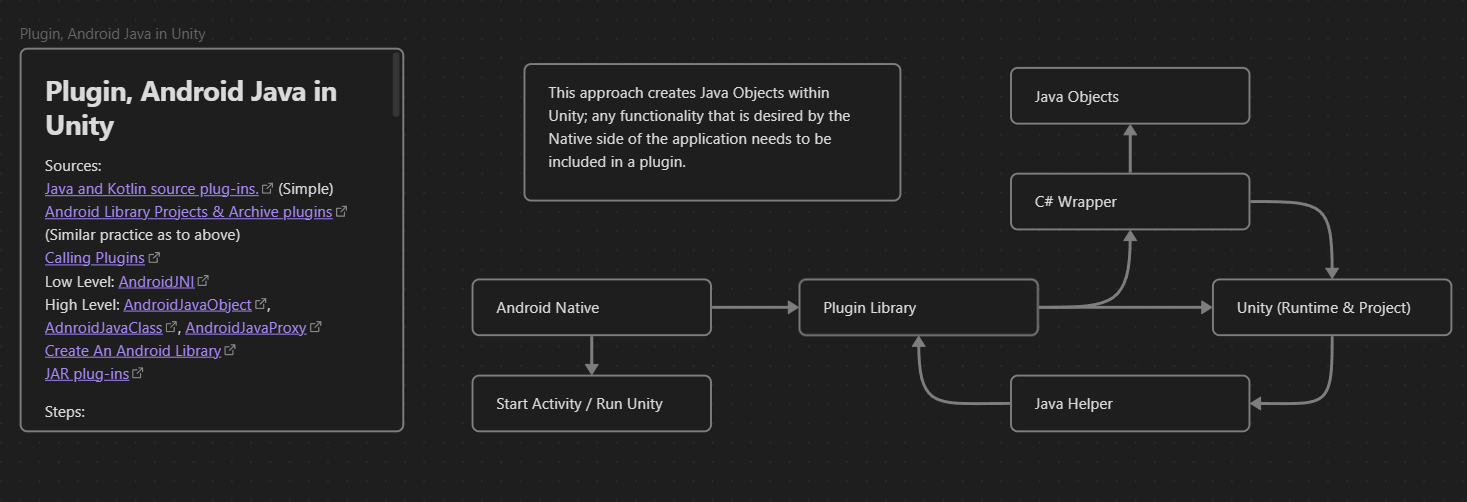 Plugin, Android Java in Unity
Plugin, Android Java in
Unity
Sources:
Java and Kotlin source plug-ins. (Simple)
Android Library Projects & Archive plugins
(Similar practice as to above)
Calling Plugins
Low Level: AndroidJNI
High Level: AndroidJavaObject,
AdnroidJavaClass, AndroidJavaProxy
Create An Android Library
JAR plug-ins
Steps:
This approach creates Java Objects within
Unity; any functionality that is desired by the
Native side of the application needs to be
included in a plugin.
Java Objects
C# Wrapper
Android Native
Plugin Library
Unity (Runtime & Project)
Start Activity / Run Unity
Java Helper